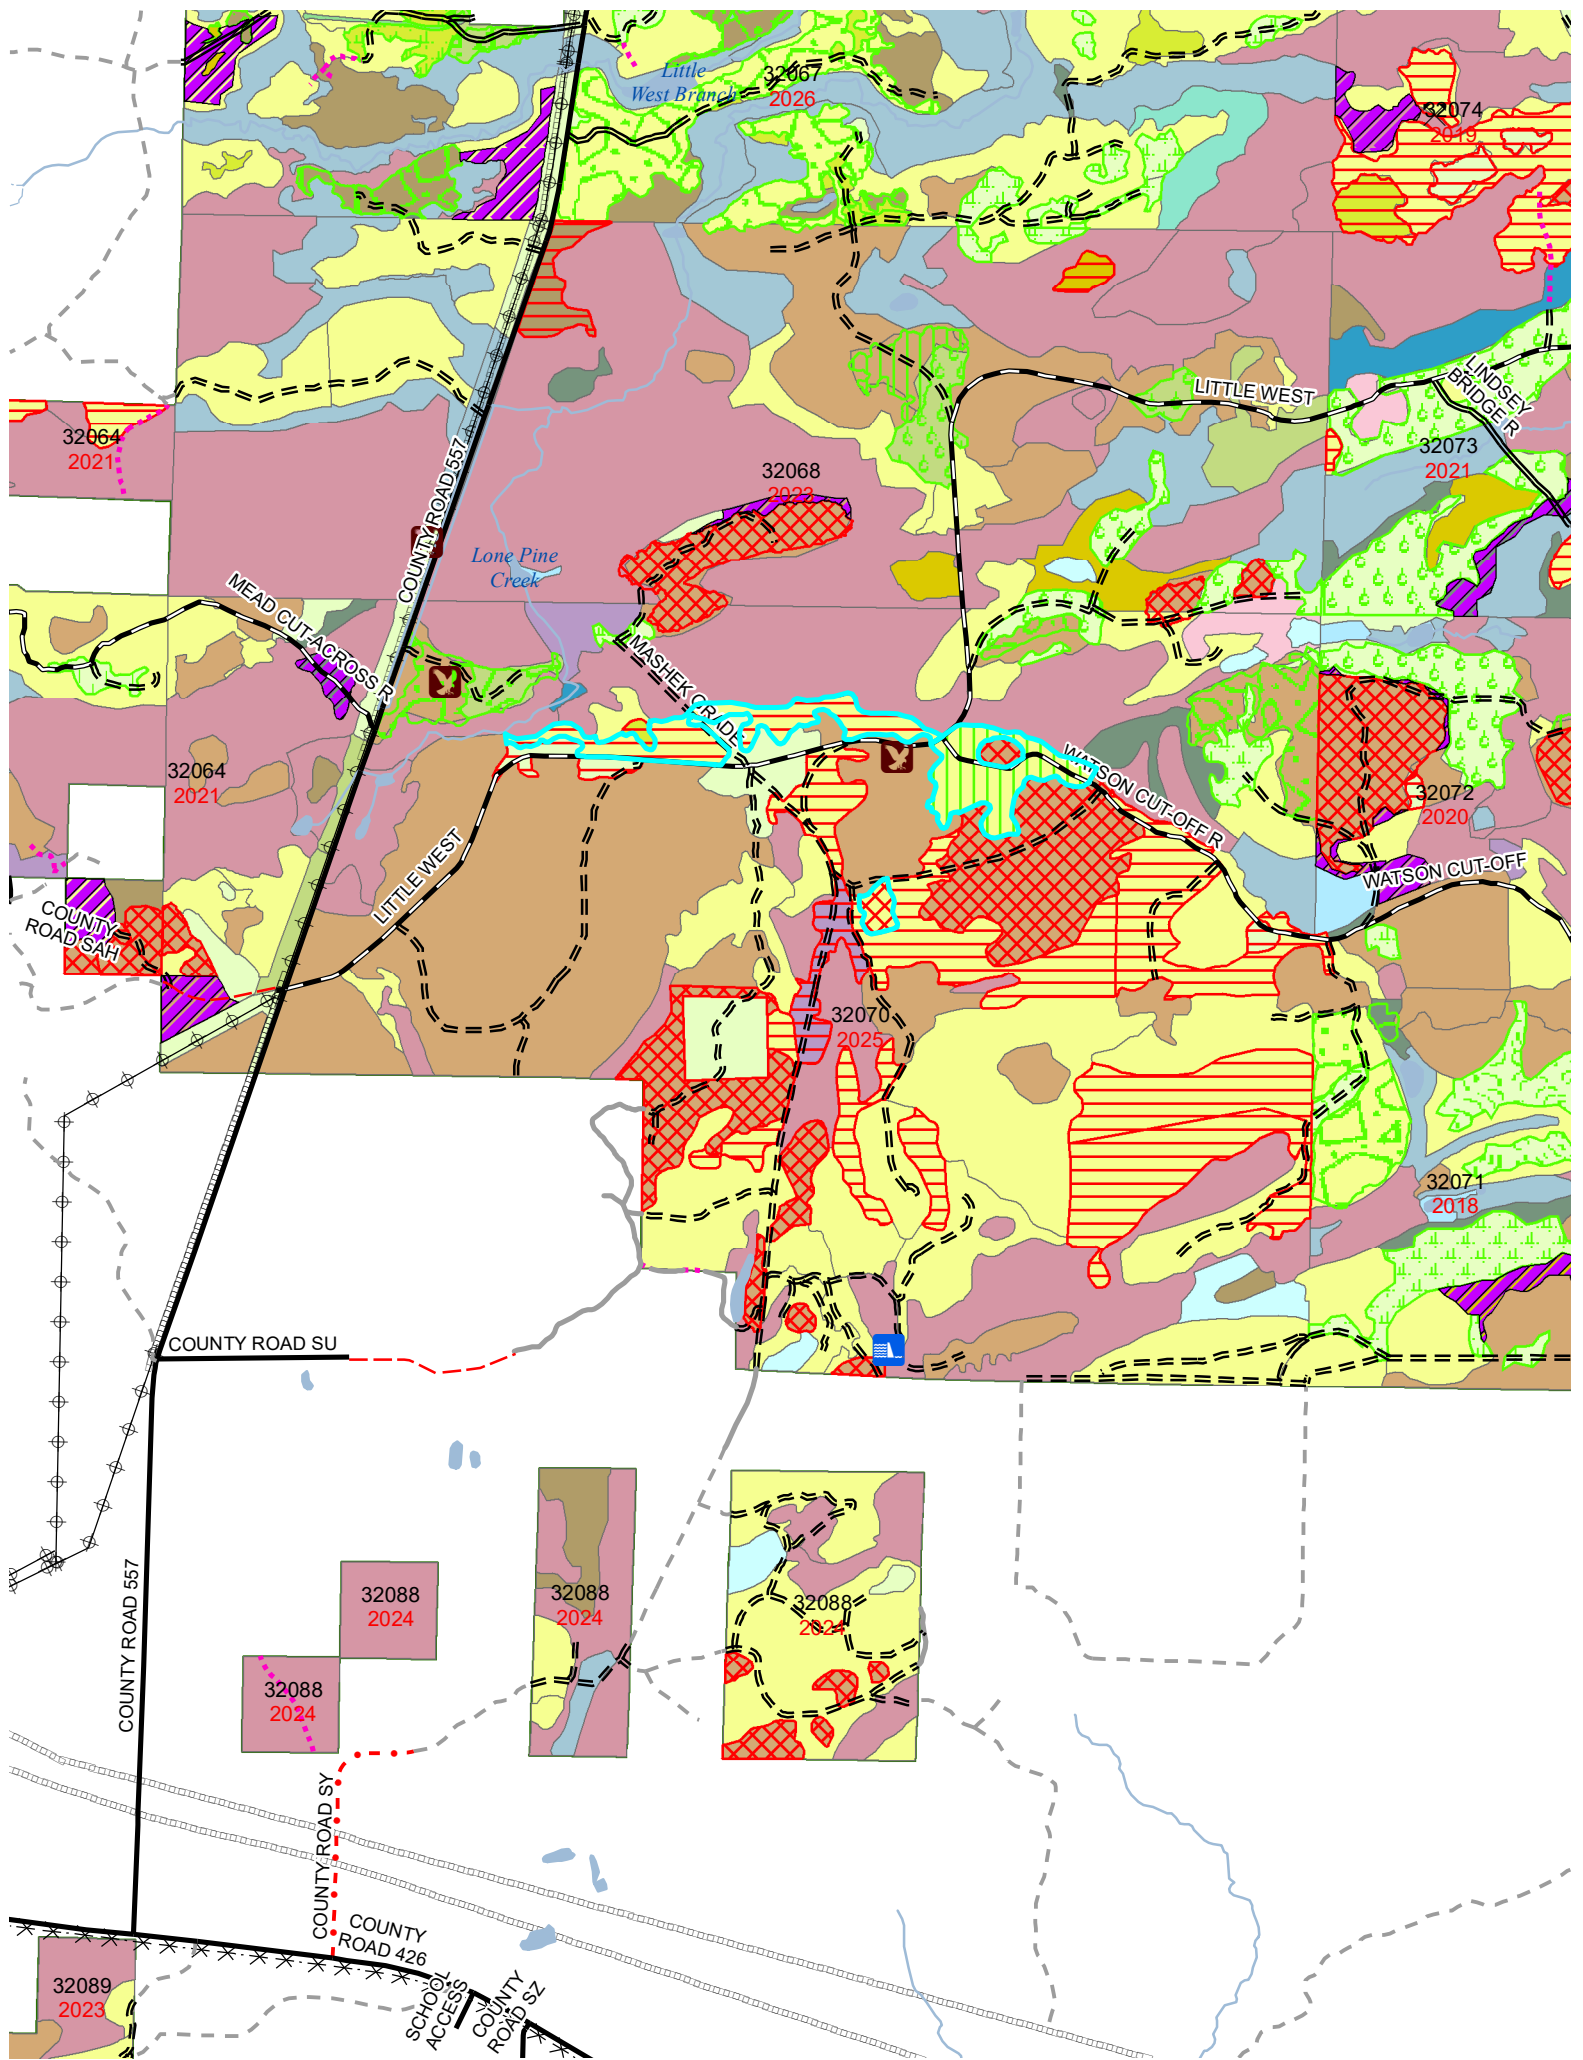 Little
West Branch
32067
2026
32074
2019
LITTLE WEST
LINDSEY
BRIDGE R
32064
2021
COUNTY ROAD 557
32068
2022
32073
2021
Lone Pine
Creek
MEAD CUT-ACROSS R
MASHEK GRADE
WATSON CUT-OFF R
32064
2021
32072
2020
LITTLE WEST
WATSON CUT-OFF
COUNTY
ROAD SAH
32070
2025
32071
2018
COUNTY ROAD SU
COUNTY ROAD 557
32088
2024
32088
2024
32088
2024
32088
2024
COUNTY ROAD SY
COUNTY
ROAD 426
SCHOOL
ACCESS
COUNTY
ROAD SZ
32089
2023